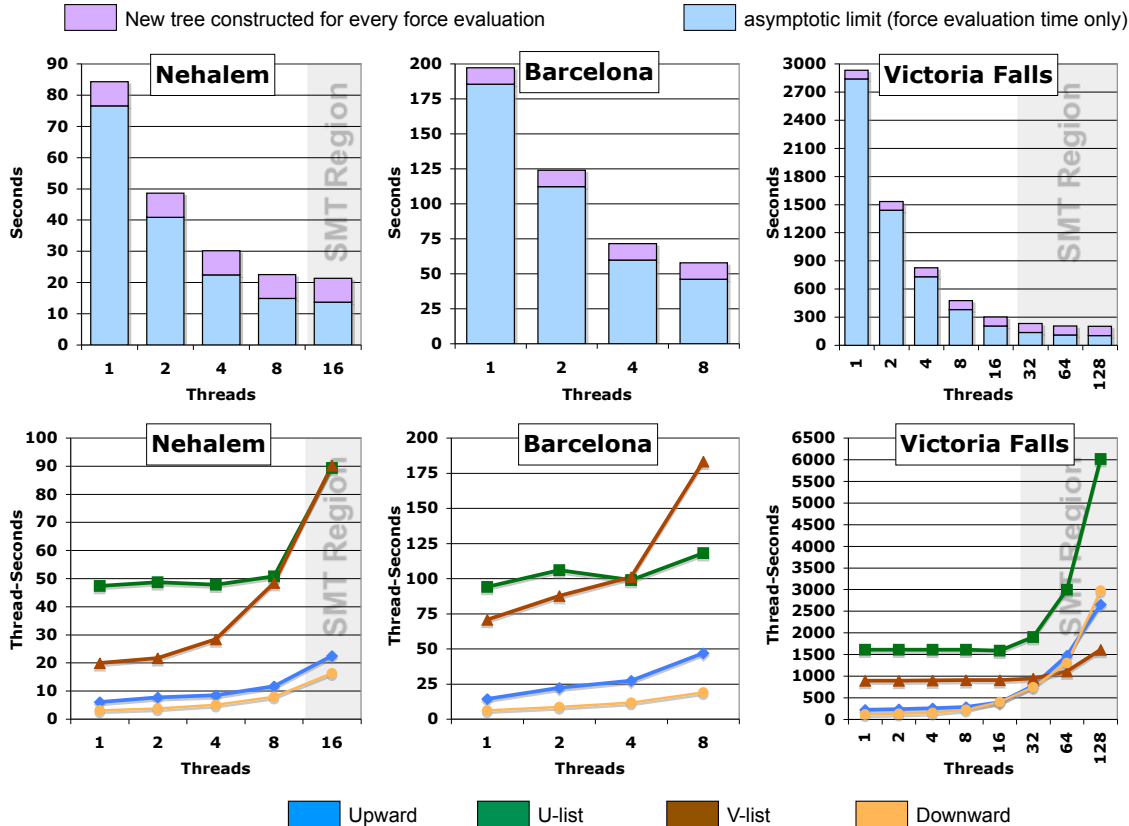 New tree constructed for every force evaluation
asymptotic limit (force evaluation time only)
Nehalem
Seconds
90
80
70
60
50
40
30
20
10
0
SMT Region
1 2 4 8 16
Threads
Barcelona
Seconds
200
175
150
125
100
75
50
25
0
1 2 4 8
Threads
Victoria Falls
Seconds
3000
2700
2400
2100
1800
1500
1200
900
600
300
0
SMT Region
1 2 4 8 16 32 64 128
Threads
Nehalem
Thread-Seconds
100
90
80
70
60
50
40
30
20
10
0
SMT Region
1 2 4 8 16
Threads
Barcelona
Thread-Seconds
200
175
150
125
100
75
50
25
0
1 2 4 8
Threads
Victoria Falls
Thread-Seconds
6500
6000
5500
5000
4500
4000
3500
3000
2500
2000
1500
1000
500
0
SMT Region
1 2 4 8 16 32 64 128
Threads
Upward
U-list
V-list
Downward